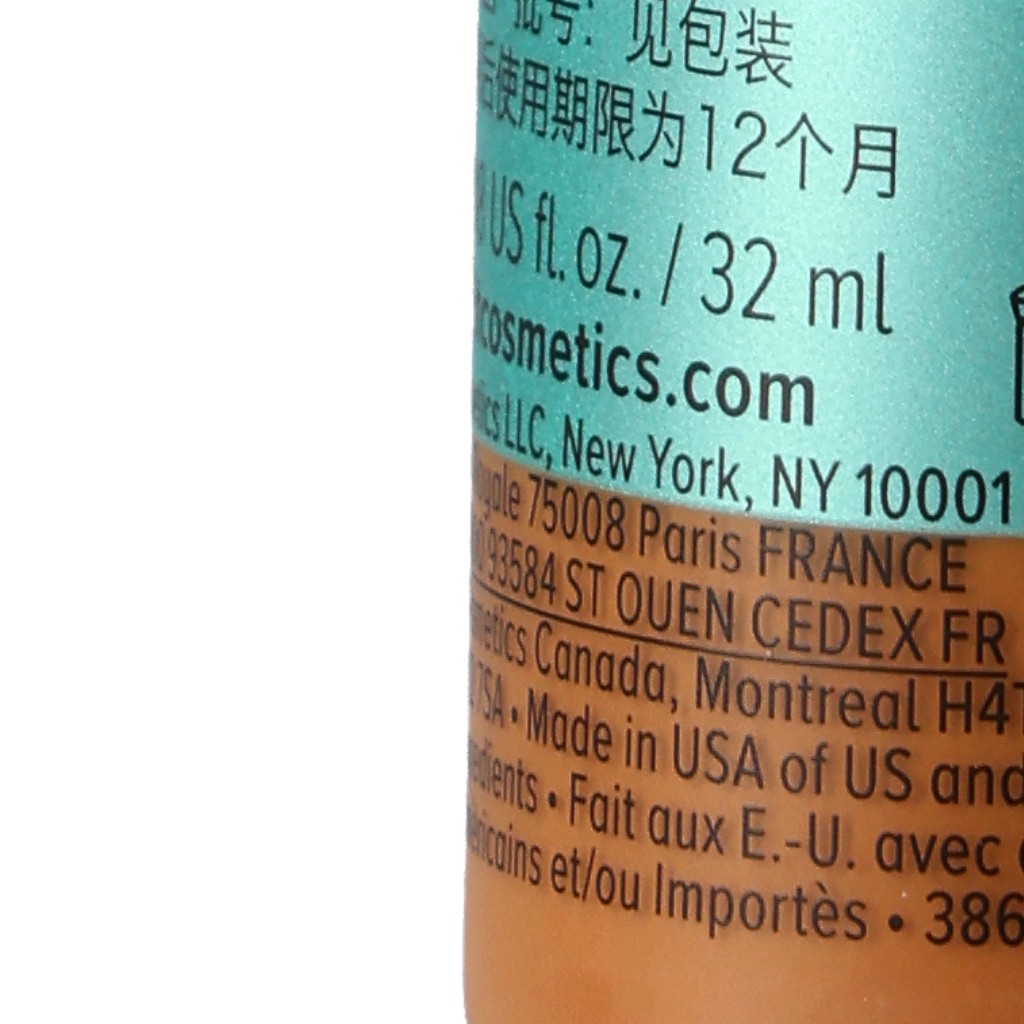 批号：见包装
后使用期限为12个月
US fl. oz. / 32 ml
cosmetics.com
LLC, New York, NY 10001
75008 Paris FRANCE
93584 ST OUEN CEDEX FR
Canada, Montreal H4T
7SA • Made in USA of US and
• Fait aux E.-U. avec
et/ou Importès • 386